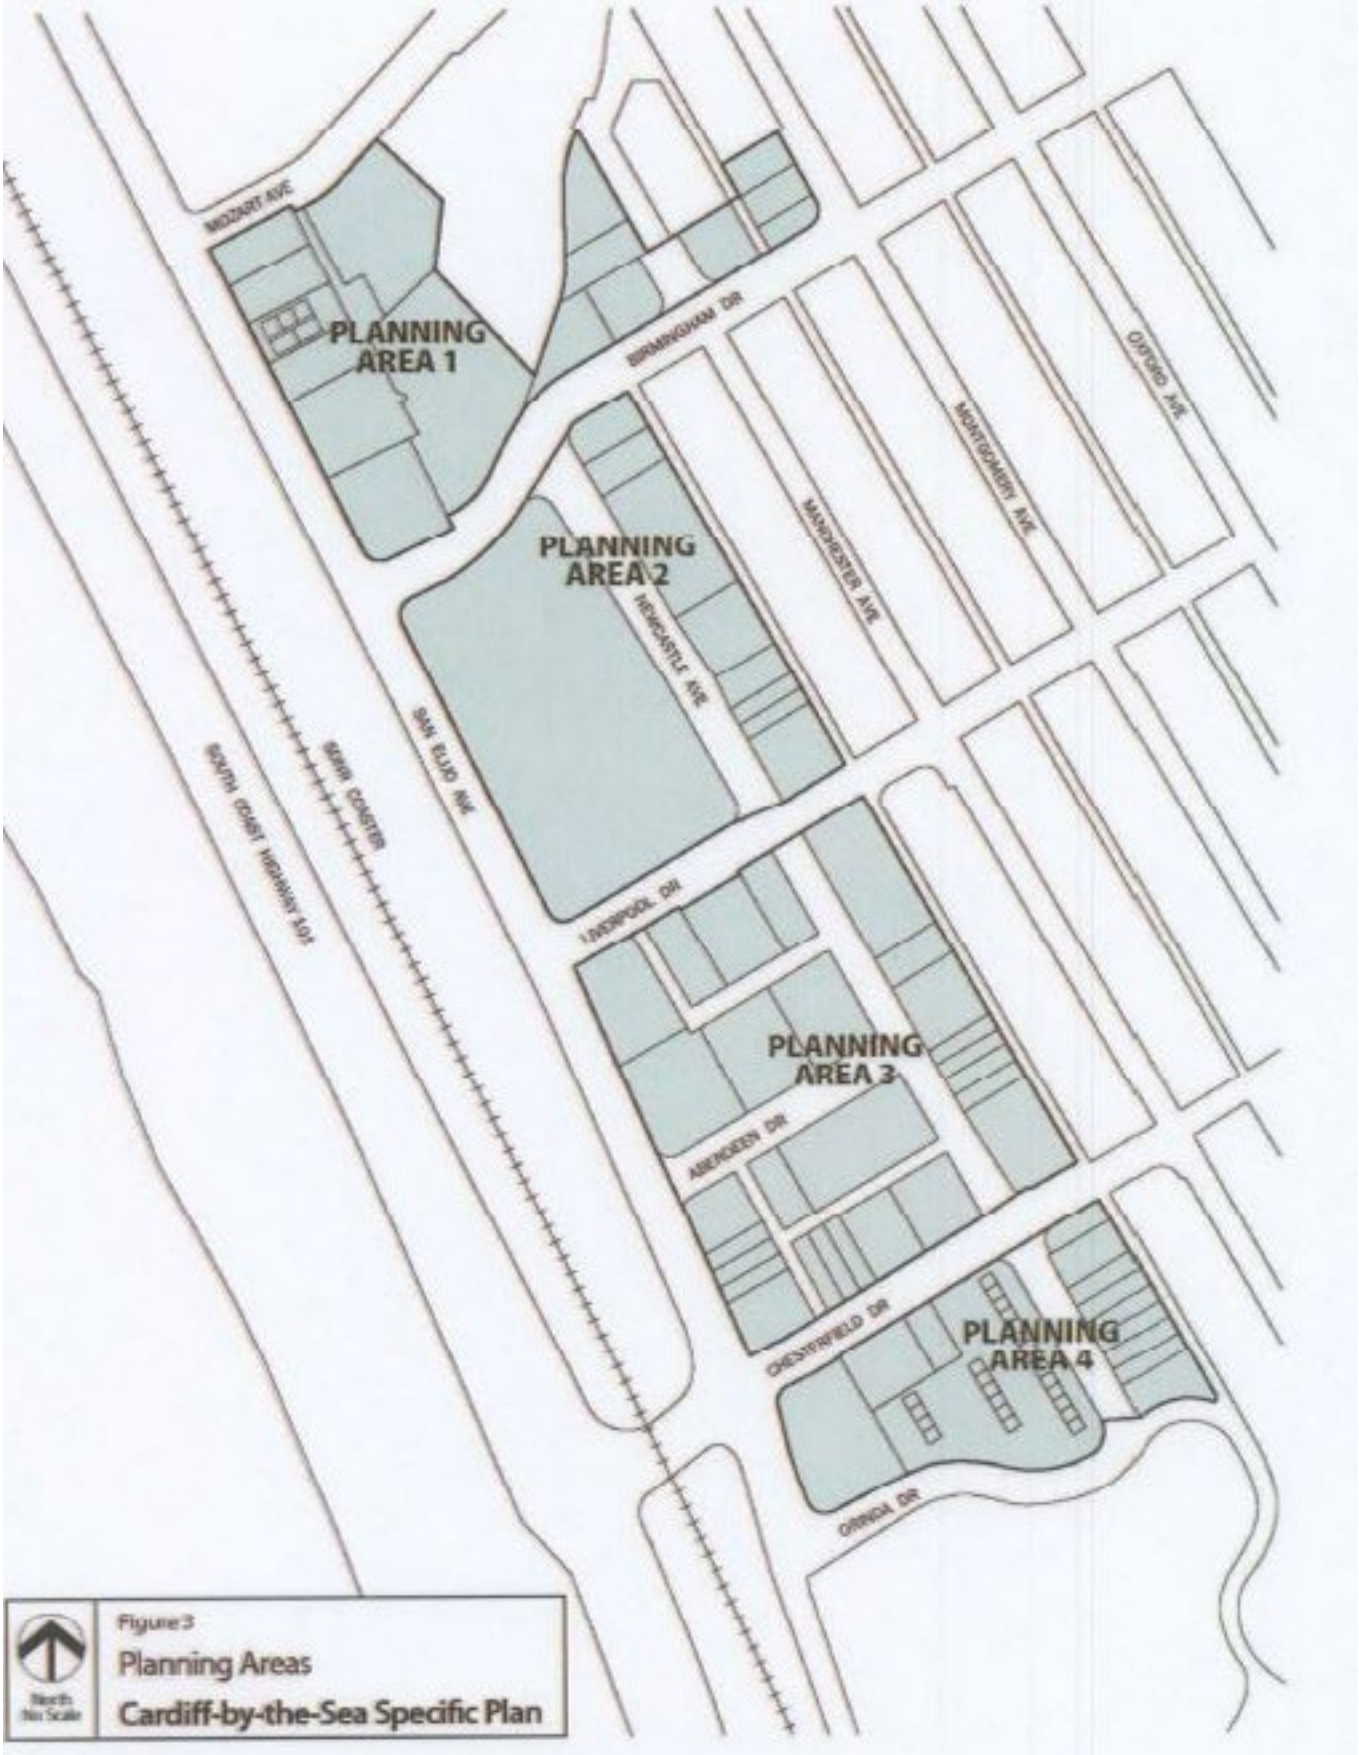 MOZART AVE
PLANNING
AREA 1
BIRMINGHAM DR
OXFORD AVE
MONTGOMERY AVE
MANCHESTER AVE
PLANNING
AREA 2
NEWCASTLE AVE
SAN ELIJO AVE
COASTER
SOUTH COAST HIGHWAY 101
LIVERPOOL DR
PLANNING
AREA 3
ABERDEEN DR
CHESTERFIELD DR
PLANNING
AREA 4
ORINDA DR
North
No Scale
Figure 3
Planning Areas
Cardiff-by-the-Sea Specific Plan